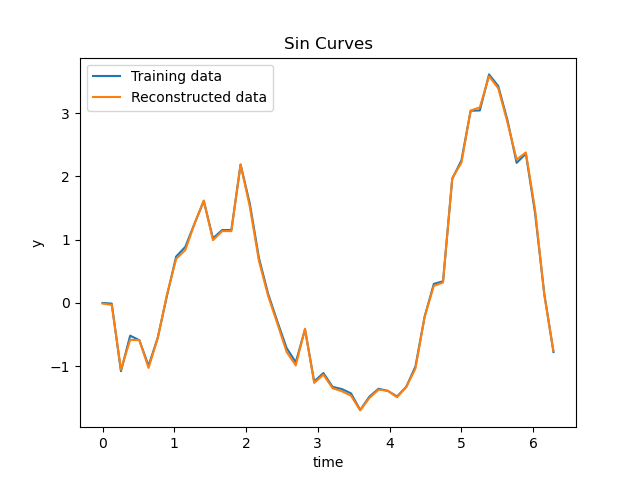 Sin Curves
Training data
Reconstructed data
3
2
1
0
−1
y
0 1 2 3 4 5 6
time